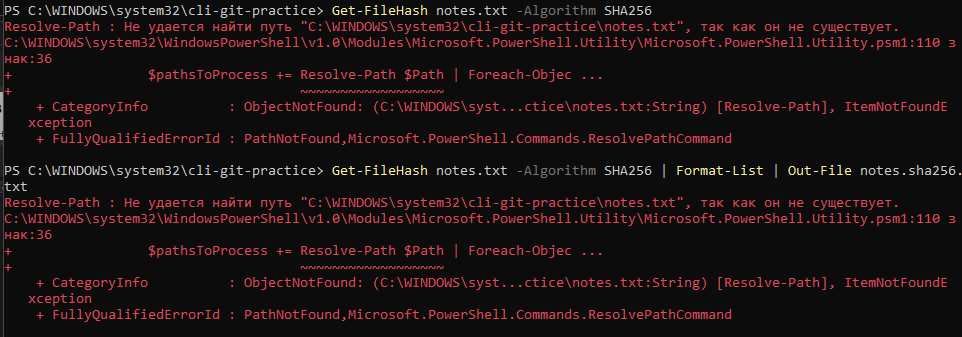 PS C:\WINDOWS\system32\cli-git-practice> Get-FileHash notes.txt -Algorithm SHA256
Resolve-Path : Не удается найти путь "C:\WINDOWS\system32\cli-git-practice\notes.txt", так как он не существует.
C:\WINDOWS\system32\WindowsPowerShell\v1.0\Modules\Microsoft.PowerShell.Utility\Microsoft.PowerShell.Utility.psm1:110 з
нак:36
+                 $pathsToProcess += Resolve-Path $Path | Foreach-Objec ...
+                                    ~~~~~~~~~~~~~~~~~~
    + CategoryInfo          : ObjectNotFound: (C:\WINDOWS\syst...ctice\notes.txt:String) [Resolve-Path], ItemNotFoundE
   xception
    + FullyQualifiedErrorId : PathNotFound,Microsoft.PowerShell.Commands.ResolvePathCommand

PS C:\WINDOWS\system32\cli-git-practice> Get-FileHash notes.txt -Algorithm SHA256 | Format-List | Out-File notes.sha256.
txt
Resolve-Path : Не удается найти путь "C:\WINDOWS\system32\cli-git-practice\notes.txt", так как он не существует.
C:\WINDOWS\system32\WindowsPowerShell\v1.0\Modules\Microsoft.PowerShell.Utility\Microsoft.PowerShell.Utility.psm1:110 з
нак:36
+                 $pathsToProcess += Resolve-Path $Path | Foreach-Objec ...
+                                    ~~~~~~~~~~~~~~~~~~
    + CategoryInfo          : ObjectNotFound: (C:\WINDOWS\syst...ctice\notes.txt:String) [Resolve-Path], ItemNotFoundE
   xception
    + FullyQualifiedErrorId : PathNotFound,Microsoft.PowerShell.Commands.ResolvePathCommand